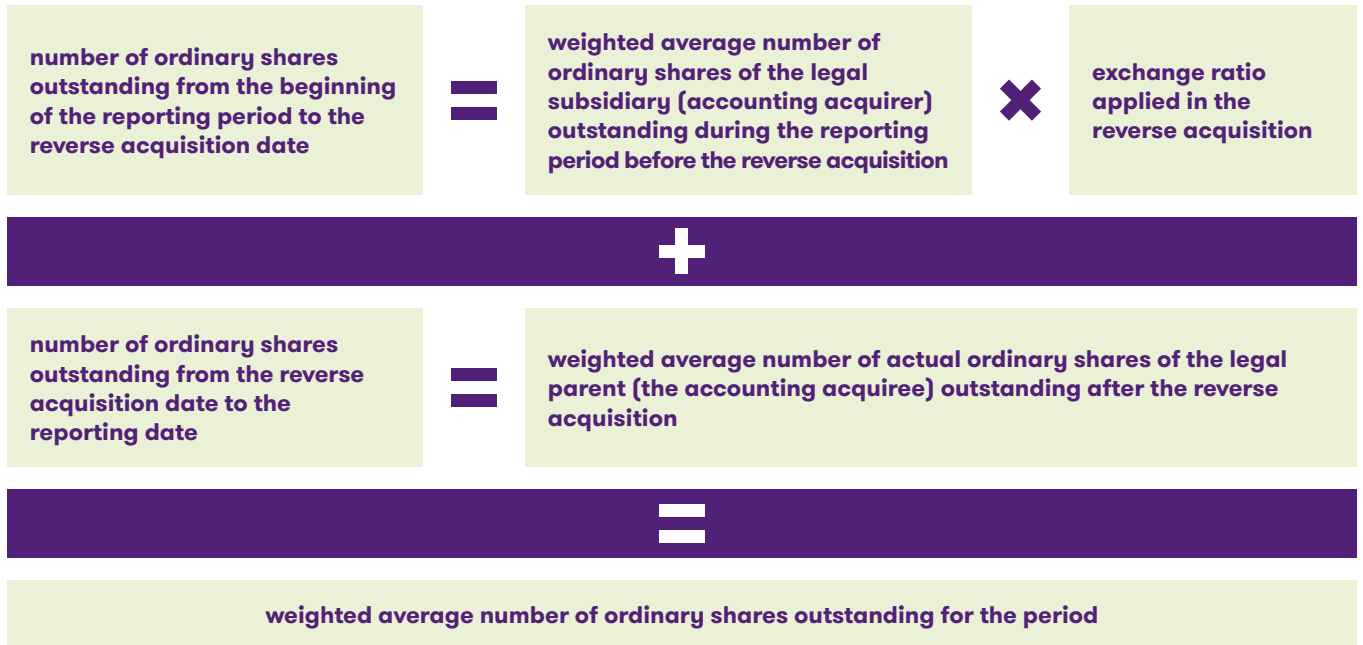 number of ordinary shares
outstanding from the beginning
of the reporting period to the
reverse acquisition date
=
weighted average number of
ordinary shares of the legal
subsidiary (accounting acquirer)
outstanding during the reporting
period before the reverse acquisition
×
exchange ratio
applied in the
reverse acquisition
+
number of ordinary shares
outstanding from the reverse
acquisition date to the
reporting date
=
weighted average number of actual ordinary shares of the legal
parent (the accounting acquiree) outstanding after the reverse
acquisition
=
weighted average number of ordinary shares outstanding for the period